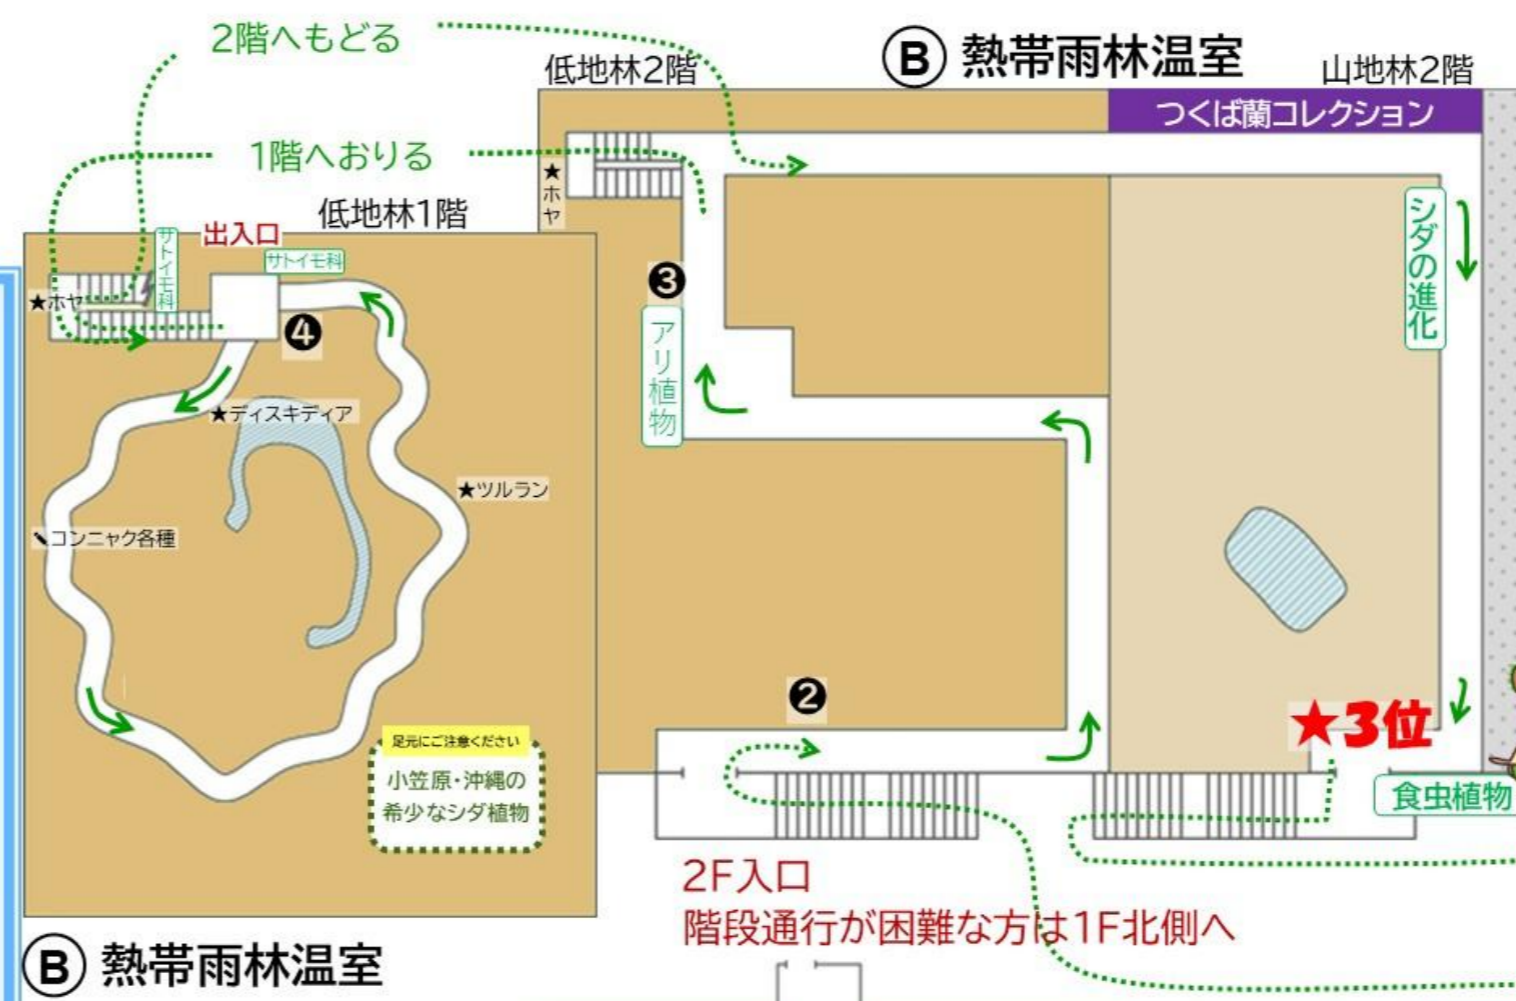 2階へもどる
Ⓑ 熱帯雨林温室
低地林2階
山地林2階
つくば蘭コレクション
1階へおりる
★ホヤ
低地林1階
出入口
サトイモ科
サトイモ科
シダの進化
★ホヤ
❸
❹
アリ植物
★ディスキディア
★ツルラン
コンニャク各種
❷
★3位
足元にご注意ください
小笠原・沖縄の
希少なシダ植物
食虫植物
2F入口
階段通行が困難な方は1F北側へ
Ⓑ 熱帯雨林温室